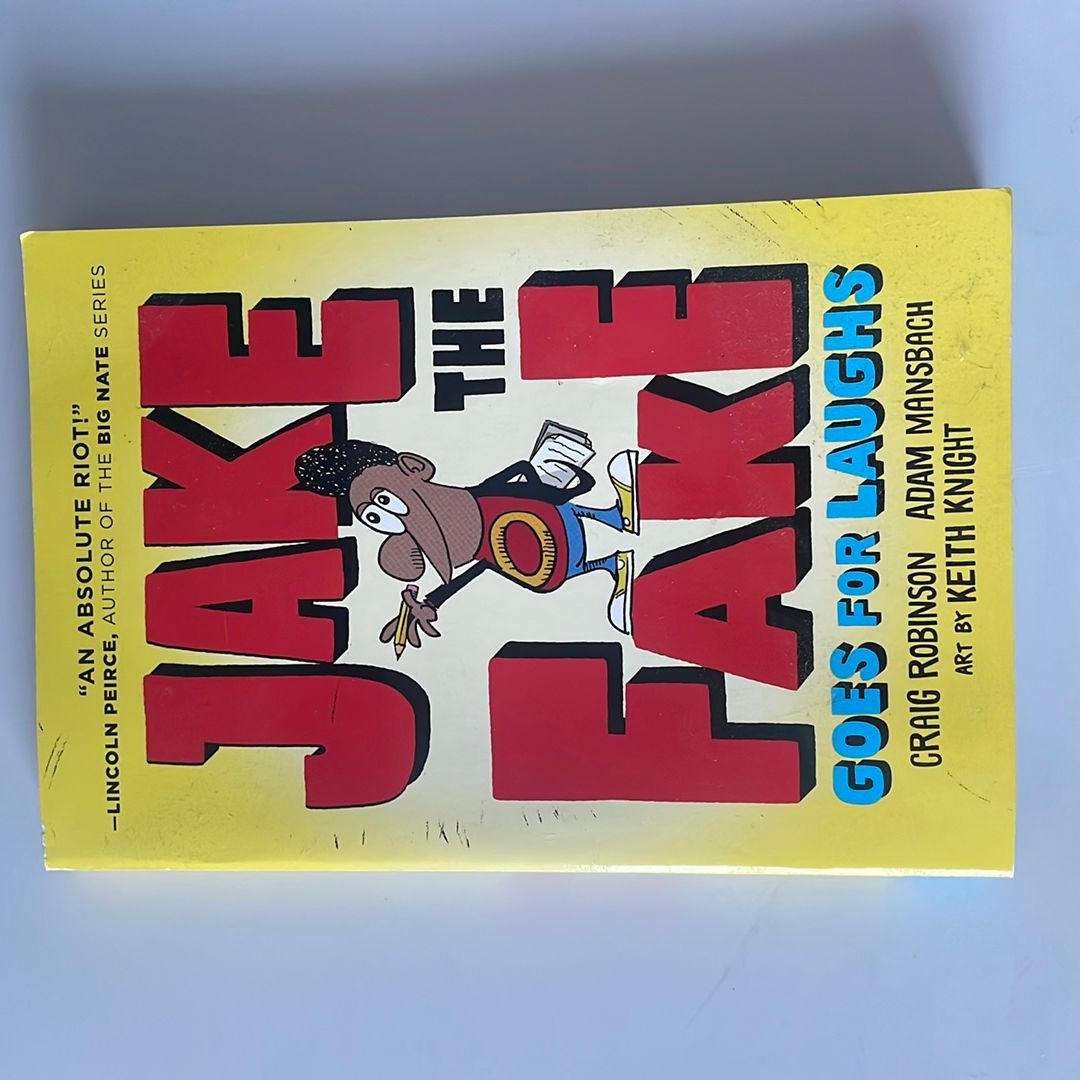 “AN ABSOLUTE RIOT!”
—LINCOLN PEIRCE, AUTHOR OF THE BIG NATE SERIES
JAKE
THE
FAKE
GOES FOR LAUGHS
CRAIG ROBINSON ADAM MANSBACH
ART BY KEITH KNIGHT